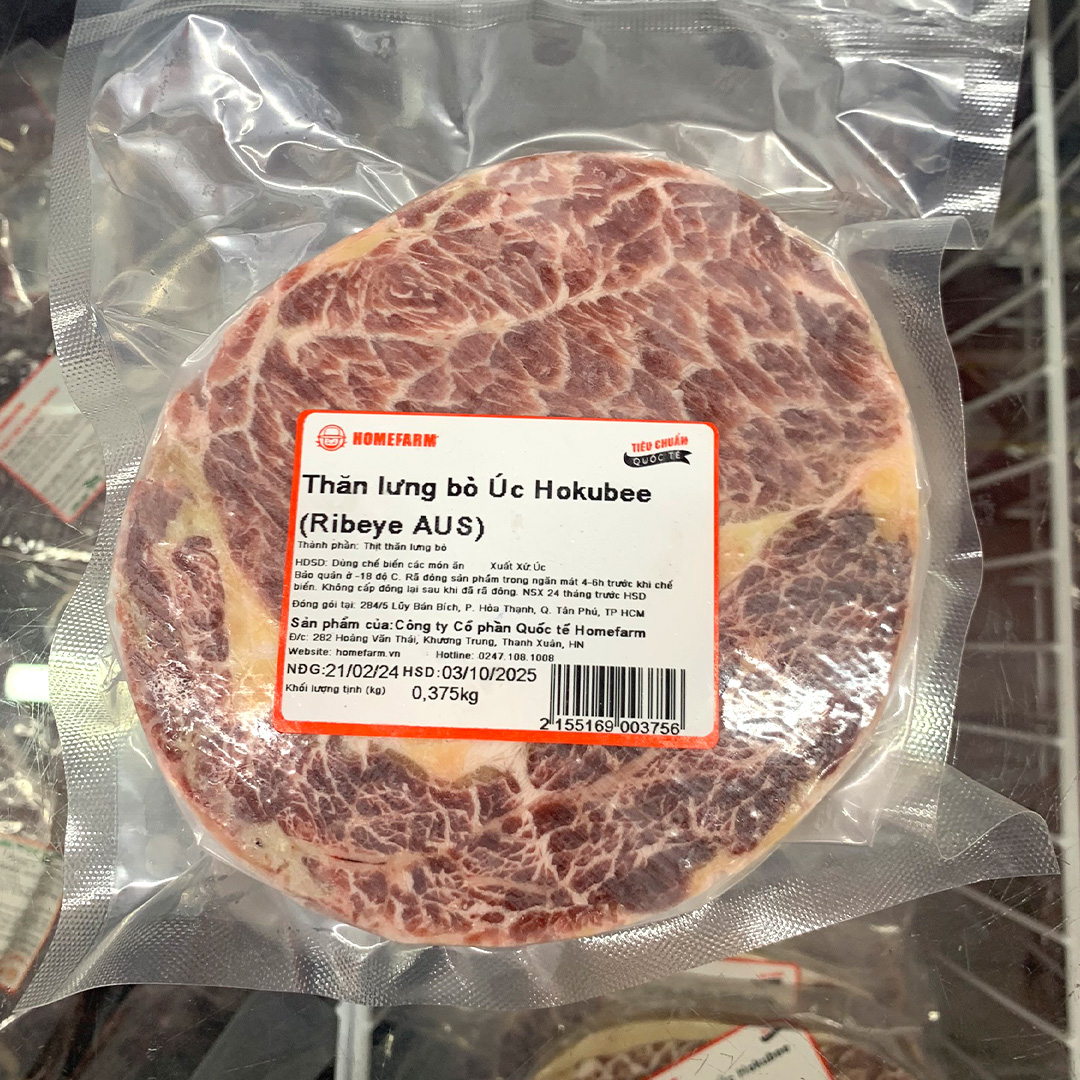 HOMEFARM
TIÊU CHUẨN
QUỐC TẾ
Thăn lưng bò Úc Hokubee
(Ribeye AUS)
Thành phần: Thịt thăn lưng bò
HDSD: Dùng chế biến các món ăn Xuất Xứ: Úc
Bảo quản ở -18 độ C. Rã đông sản phẩm trong ngăn mát 4-6h trước khi chế
biến. Không cấp đông lại sau khi đã rã đông. NSX 24 tháng trước HSD
Đóng gói tại: 284/5 Lũy Bán Bích, P. Hòa Thạnh, Q. Tân Phú, TP HCM
Sản phẩm của: Công ty Cổ phần Quốc tế Homefarm
Đ/c: 282 Hoàng Văn Thái, Khương Trung, Thanh Xuân, HN
Website: homefarm.vn Hotline: 0247.108.1008
NĐG: 21/02/24 HSD: 03/10/2025
Khối lượng tịnh (kg) 0,375kg
2 155169 003756
Hokubee